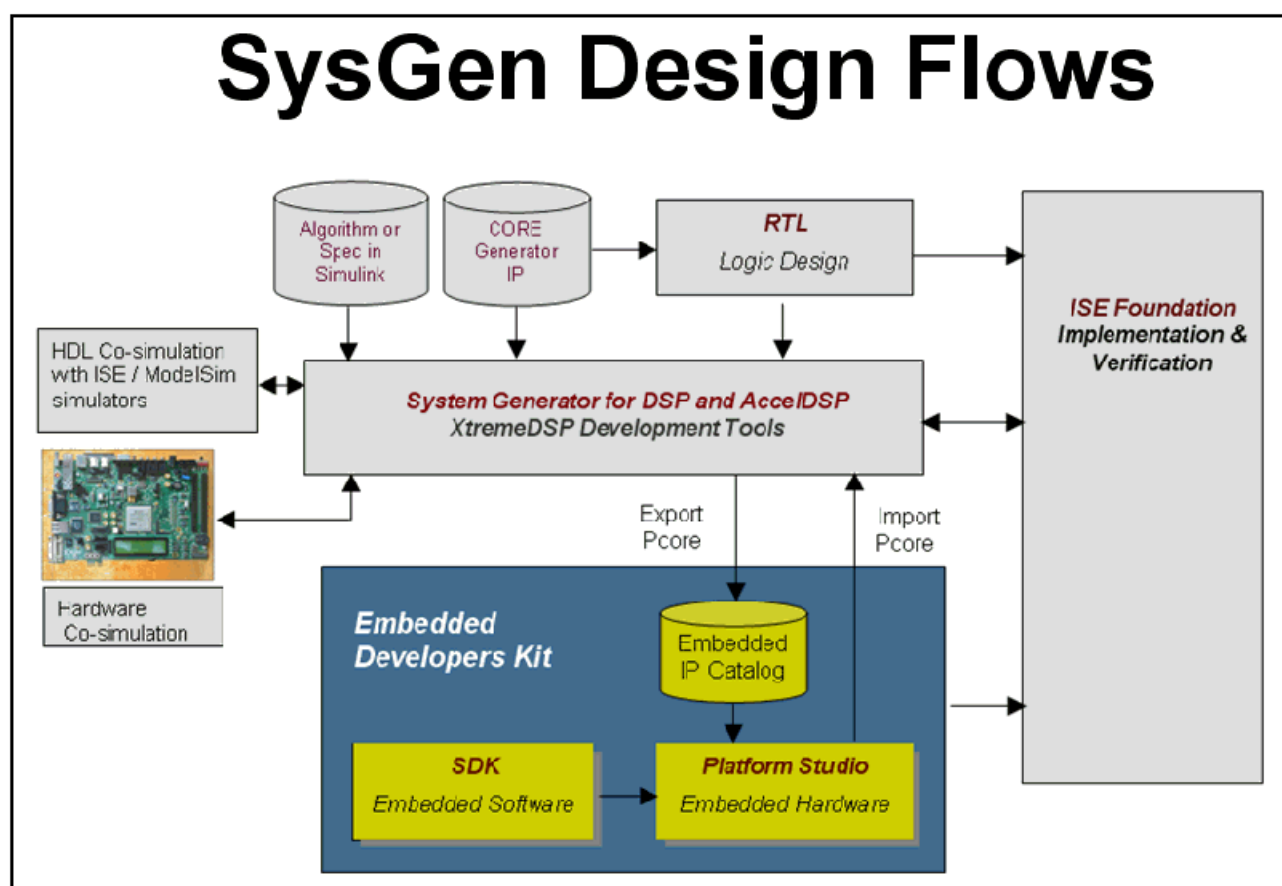 SysGen Design Flows
Algorithm or
Spec in
Simulink
CORE
Generator
IP
RTL
Logic Design
ISE Foundation
Implementation &
Verification
HDL Co-simulation
with ISE / ModelSim
simulators
System Generator for DSP and AccelDSP
XtremeDSP Development Tools
Export
Pcore
Import
Pcore
Hardware
Co-simulation
Embedded
Developers Kit
Embedded
IP Catalog
SDK
Embedded Software
Platform Studio
Embedded Hardware